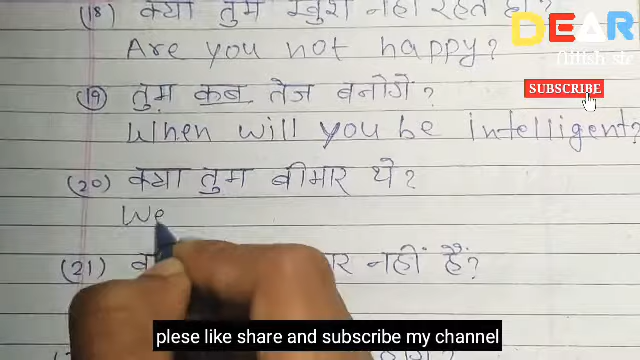 (18) क्या तुम खुश नहीं रहते हो?
Are you not happy?
(19) तुम कब तेज बनोगे?
When will you be intelligent?
(20) क्या तुम बीमार थे?
We
(21) नहीं हैं?
DEAR
SUBSCRIBE
plese like share and subscribe my channel